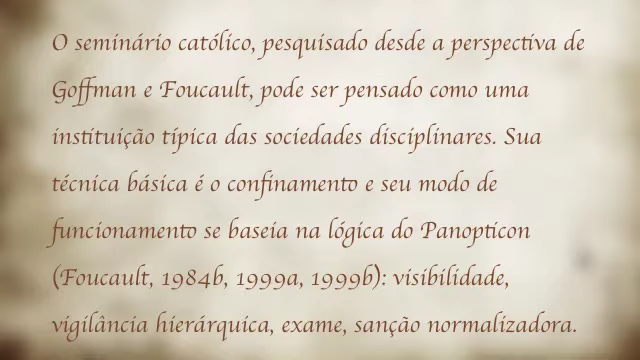 O seminário católico, pesquisado desde a perspectiva de
Goffman e Foucault, pode ser pensado como uma
instituição típica das sociedades disciplinares. Sua
técnica básica é o confinamento e seu modo de
funcionamento se baseia na lógica do Panopticon
(Foucault, 1984b, 1999a, 1999b): visibilidade,
vigilância hierárquica, exame, sanção normalizadora.